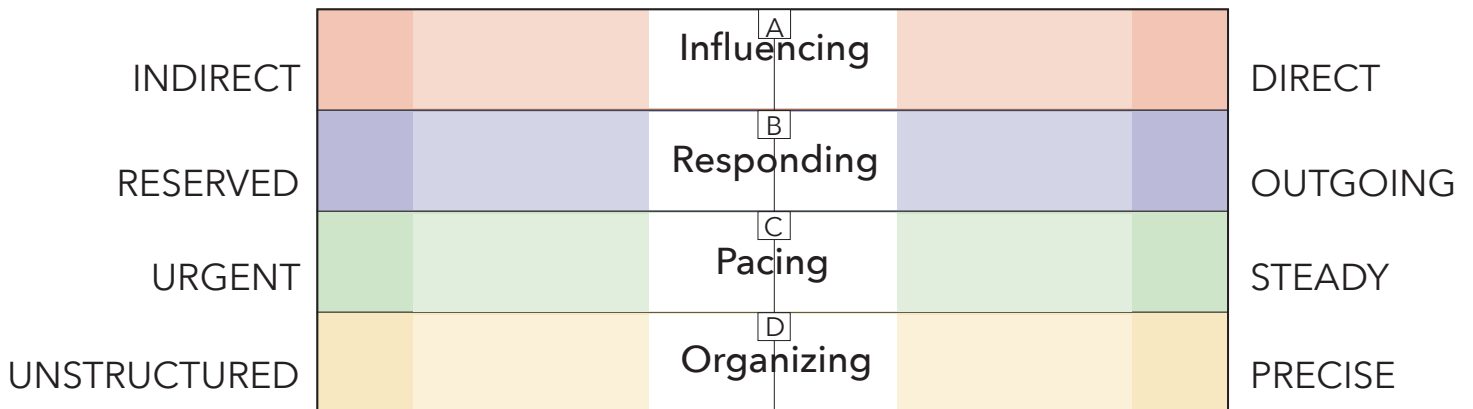 A
Influencing
INDIRECT
DIRECT
B
Responding
RESERVED
OUTGOING
C
Pacing
URGENT
STEADY
D
Organizing
UNSTRUCTURED
PRECISE